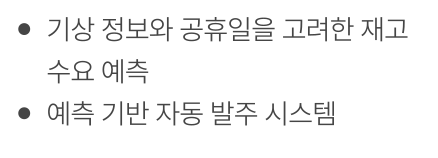 ● 기상 정보와 공휴일을 고려한 재고
수요 예측
● 예측 기반 자동 발주 시스템